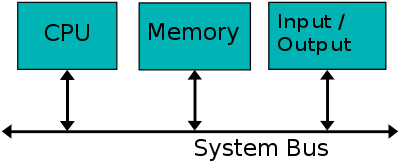 CPU
Memory
Input /
Output
System Bus